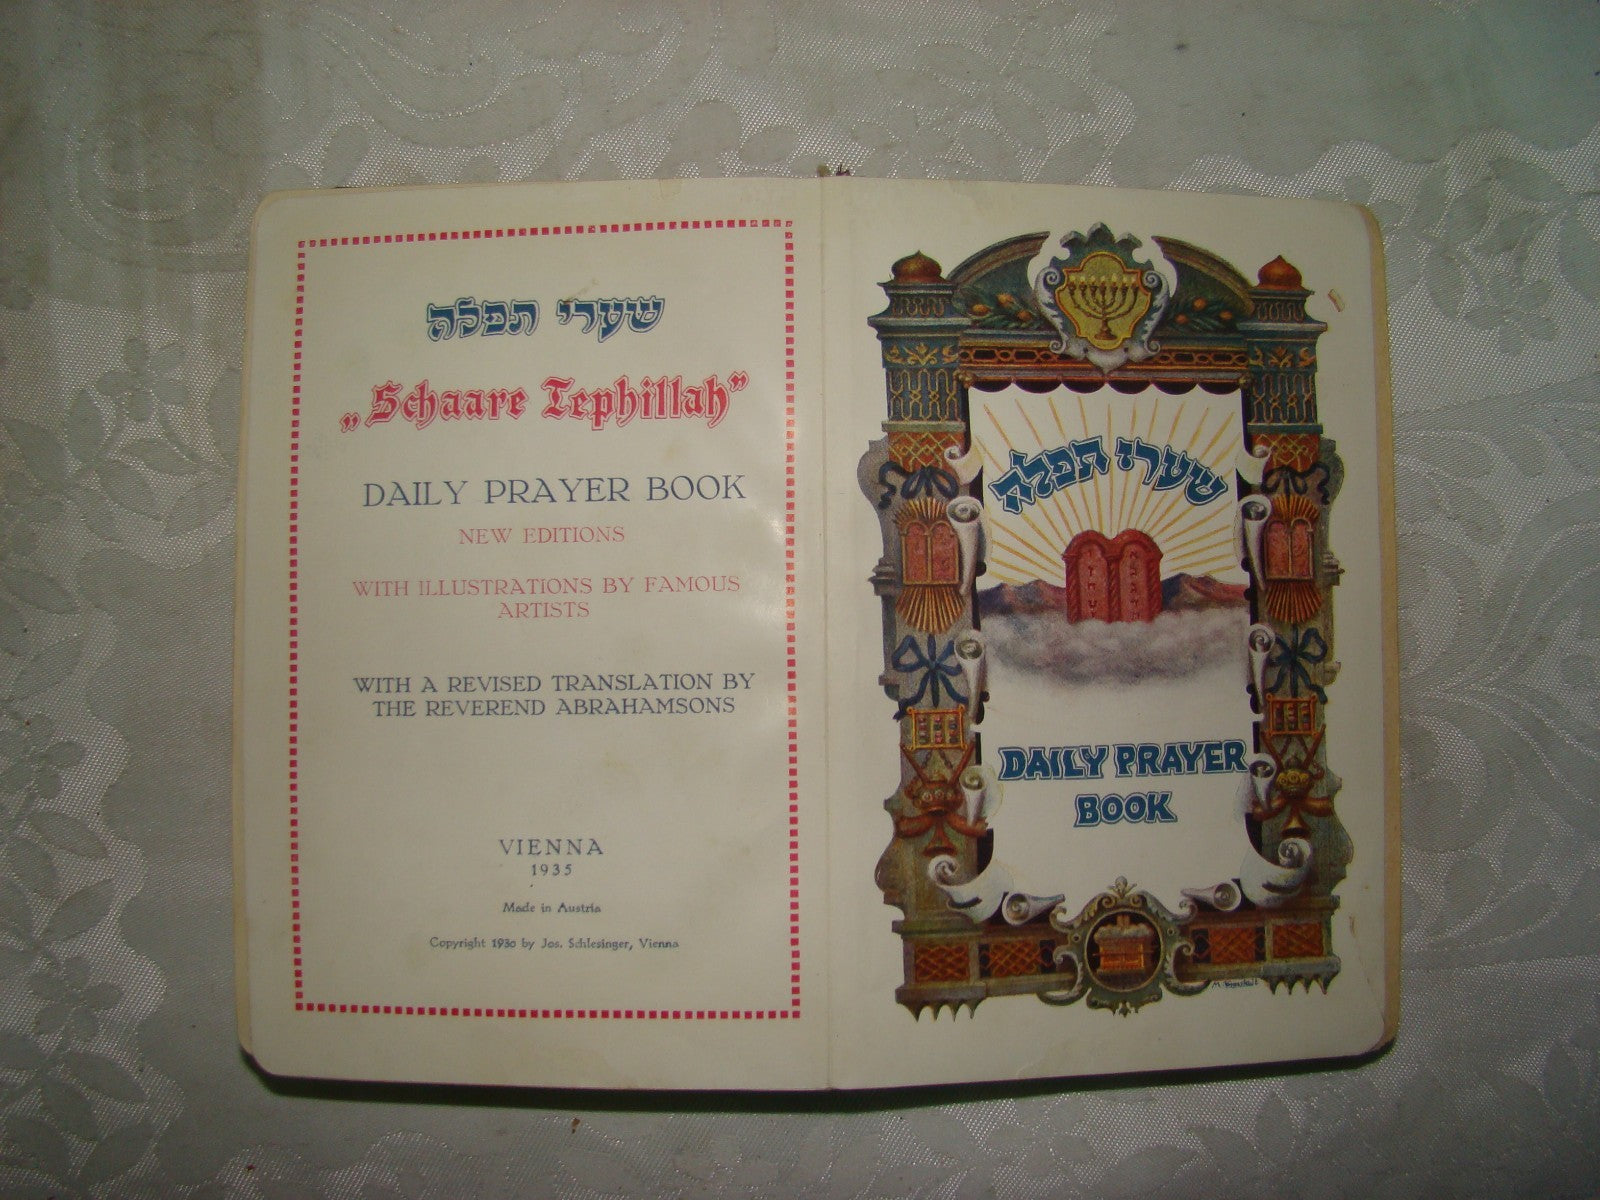 שערי תפלה
„Schaare Tephillah”
DAILY PRAYER BOOK
NEW EDITIONS
WITH ILLUSTRATIONS BY FAMOUS
ARTISTS
WITH A REVISED TRANSLATION BY
THE REVEREND ABRAHAMSONS
VIENNA
1935
Made in Austria
Copyright 1930 by Jos. Schlesinger, Vienna
שערי תפלה
DAILY PRAYER
BOOK